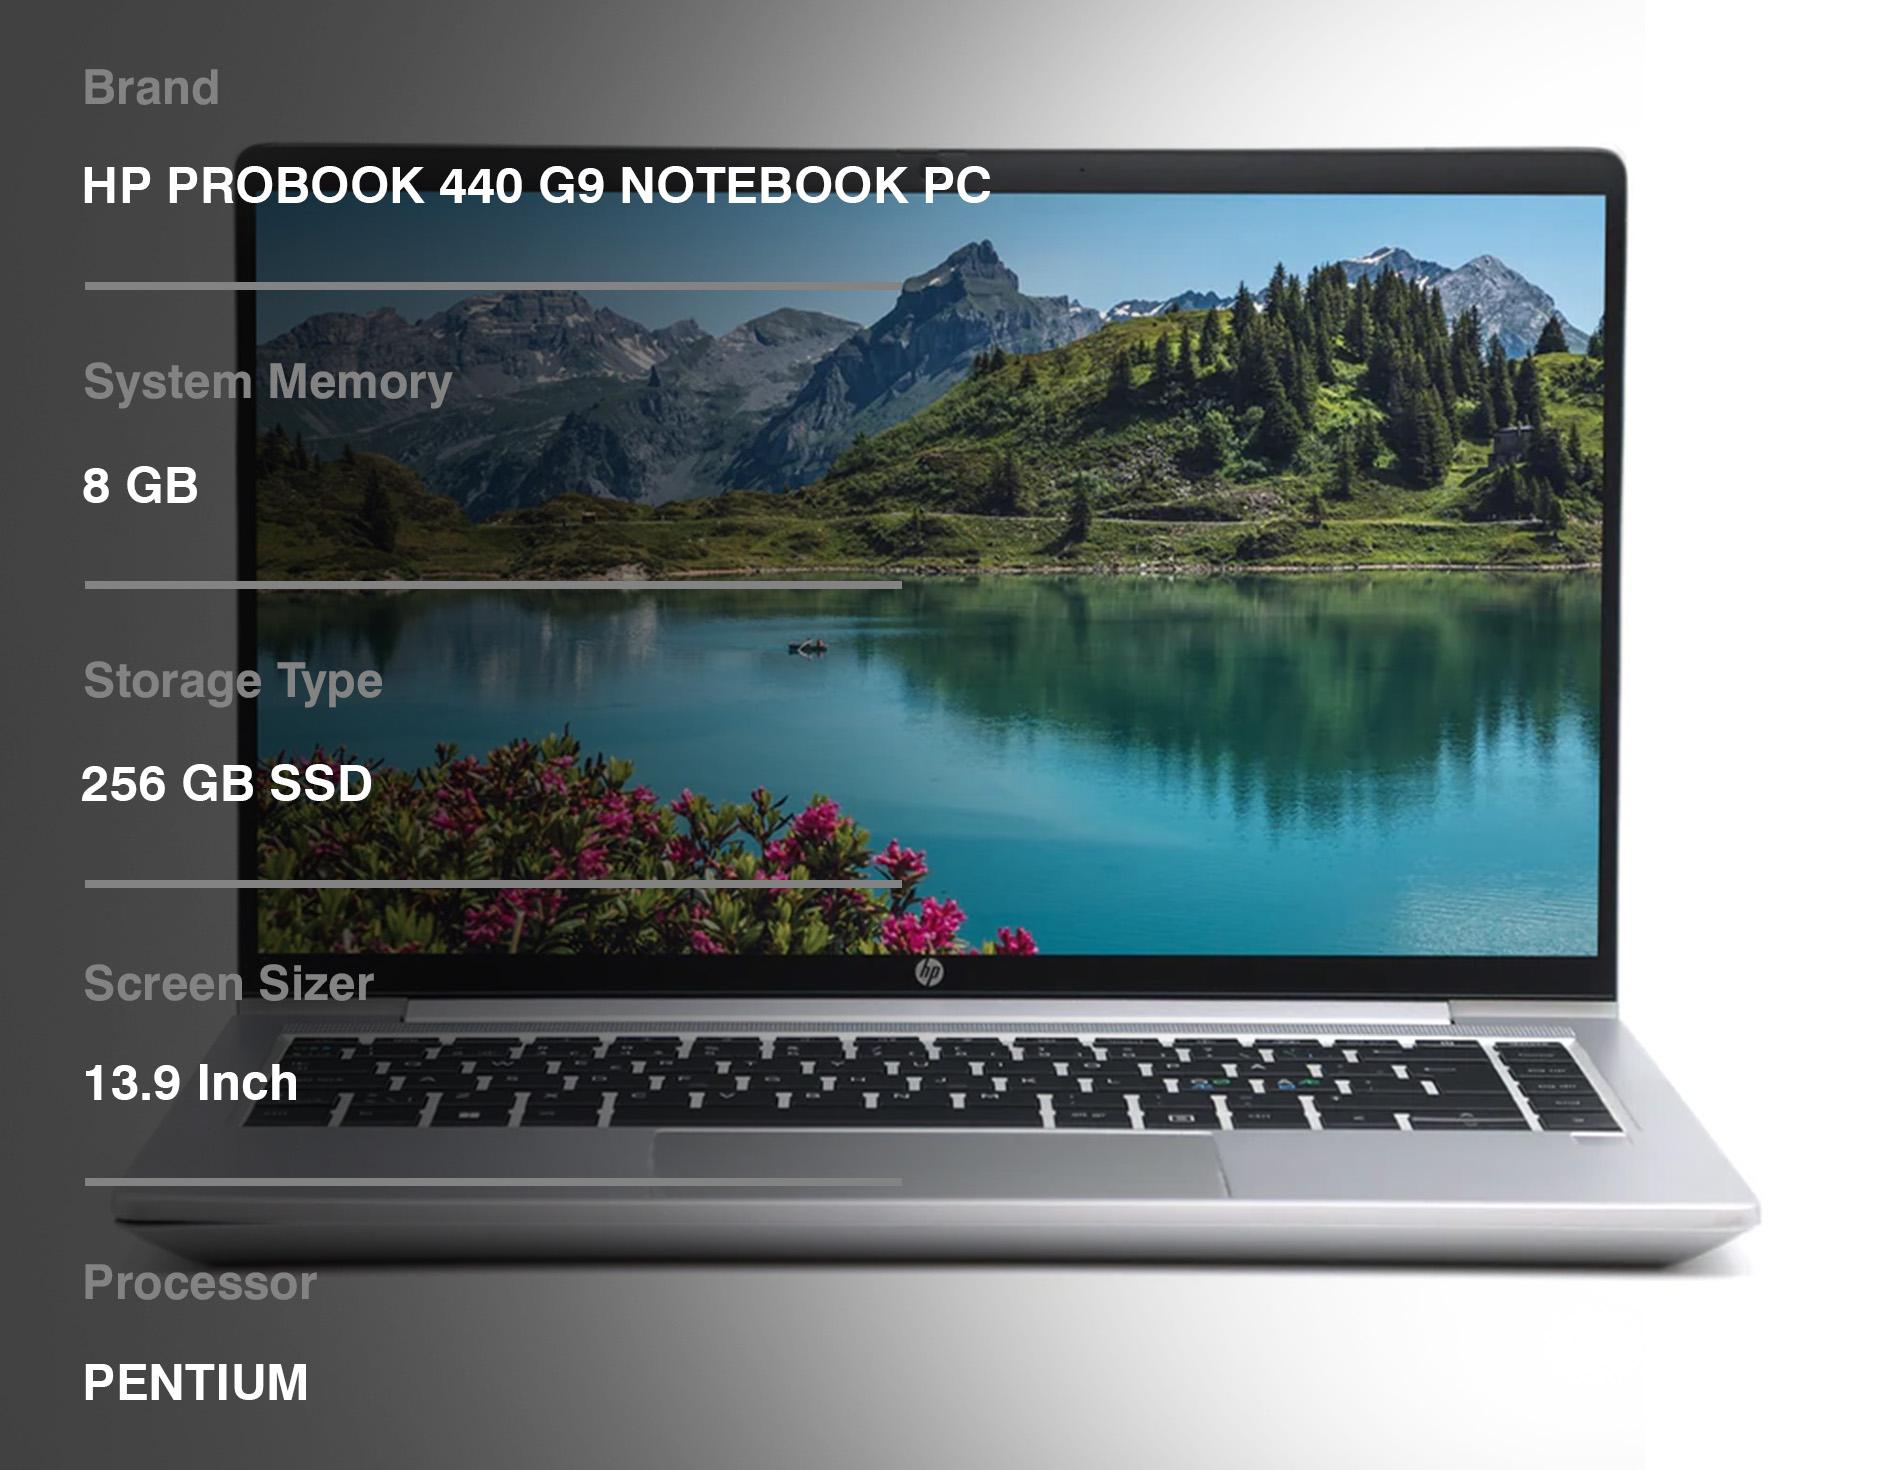 Brand
HP PROBOOK 440 G9 NOTEBOOK PC
System Memory
8 GB
Storage Type
256 GB SSD
hp
Screen Sizer
13.9 Inch
Processor
PENTIUM